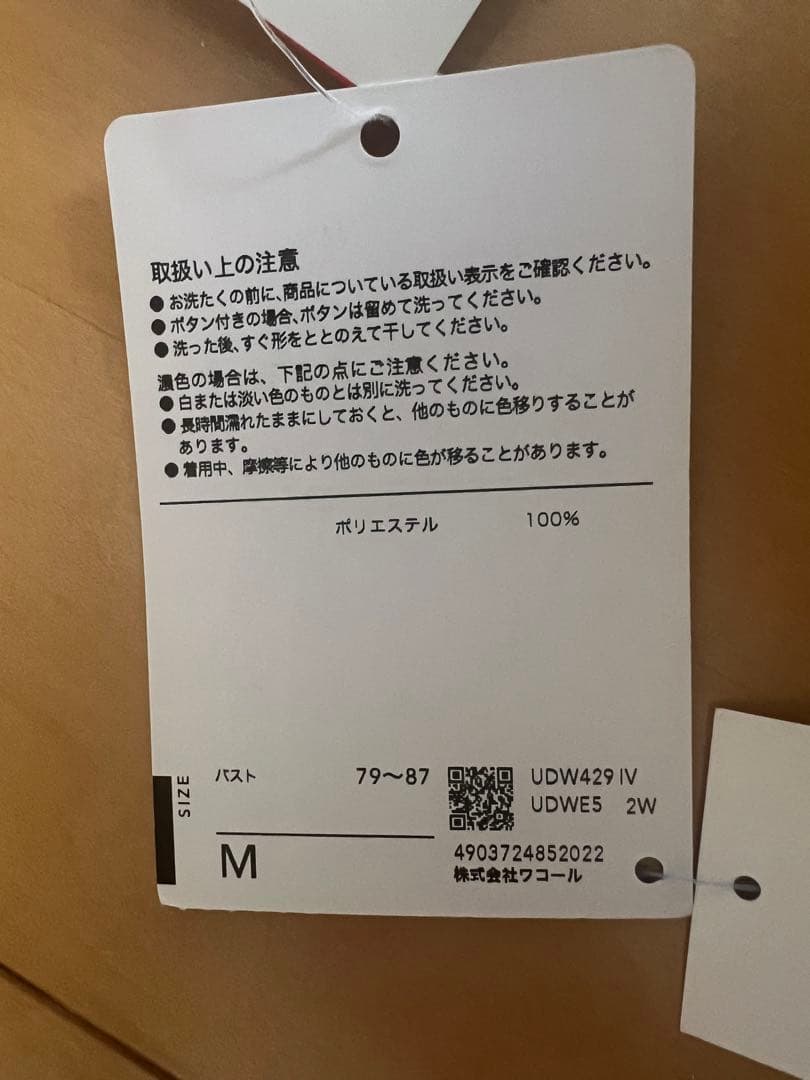 取扱い上の注意
●お洗たくの前に、商品についている取扱い表示をご確認ください。
●ボタン付きの場合、ボタンは留めて洗ってください。
●洗った後、すぐ形をととのえて干してください。
濃色の場合は、下記の点にご注意ください。
●白または淡い色のものとは別に洗ってください。
●長時間濡れたままにしておくと、他のものに色移りすることが
あります。
●着用中、摩擦等により他のものに色が移ることがあります。
ポリエステル 100%
SIZE
バスト 79〜87
M
UDW429 IV
UDWE5 2W
4903724852022
株式会社ワコール